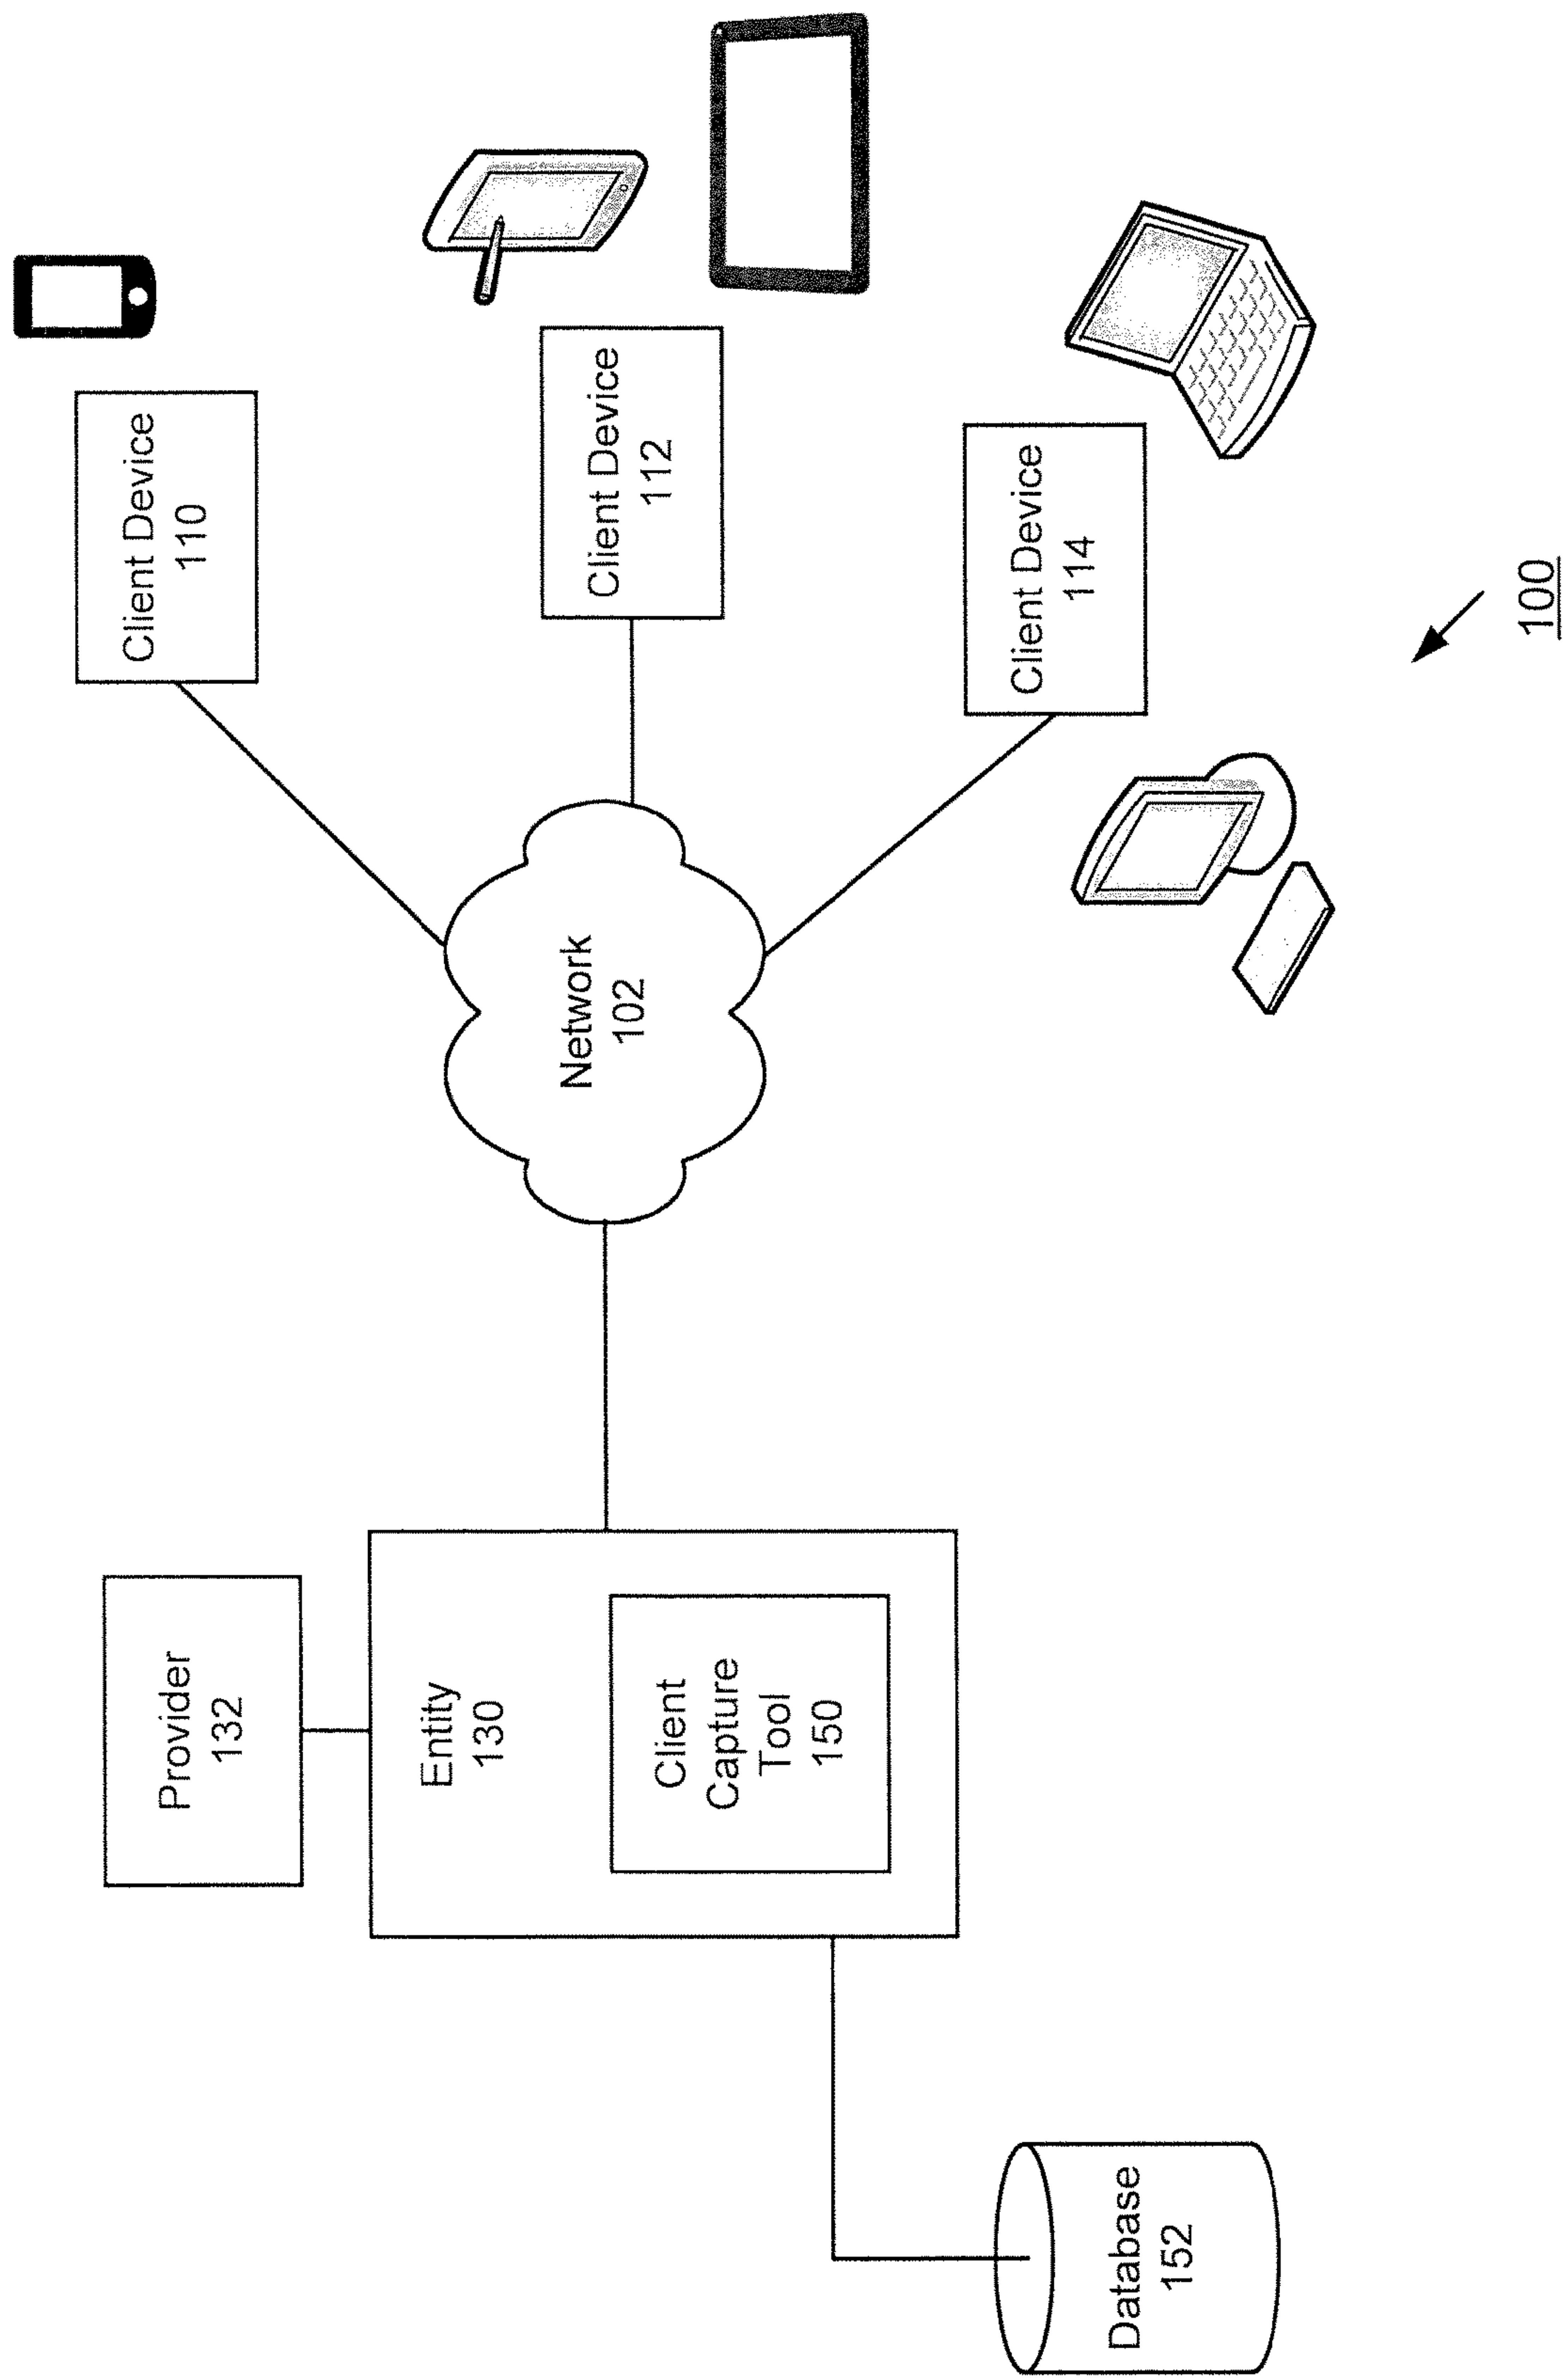 Provider
132
Entity
130
Client
Capture
Tool
150
Database
152
Network
102
Client Device
110
Client Device
112
Client Device
114
100